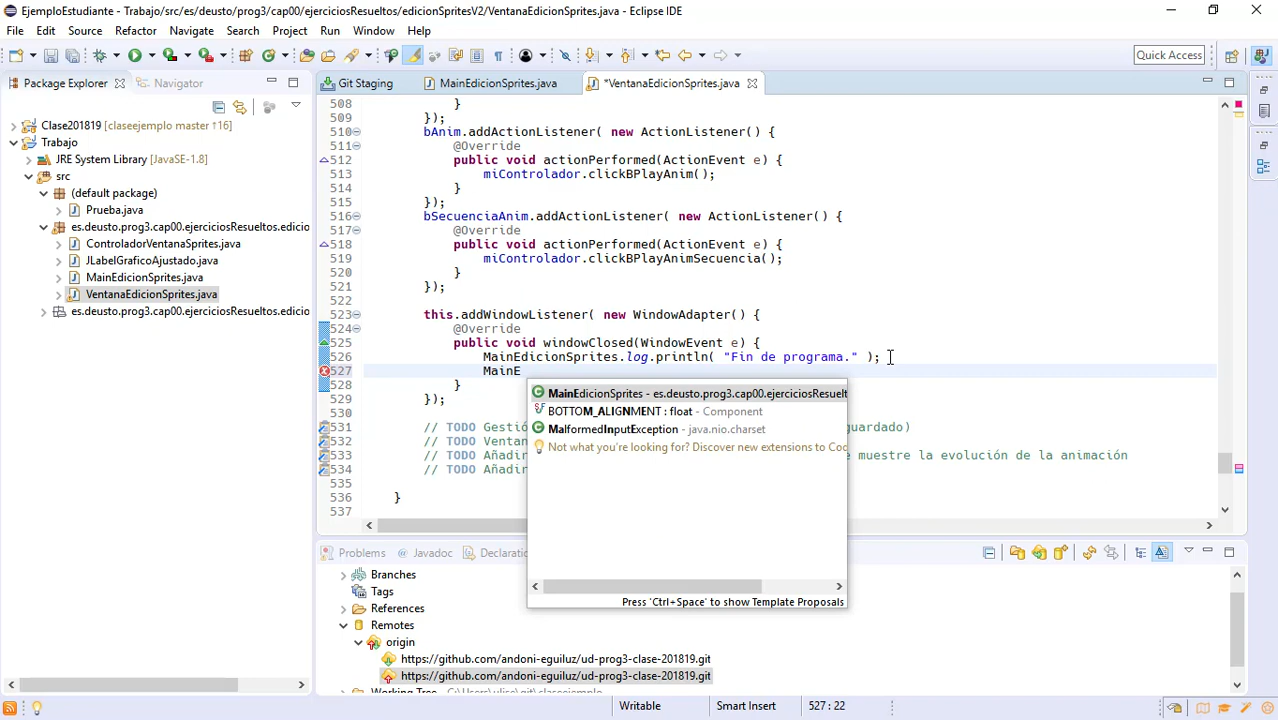 EjemploEstudiante - Trabajo/src/es/deusto/prog3/cap00/ejerciciosResueltos/edicionSpritesV2/VentanaEdicionSprites.java - Eclipse IDE
File Edit Source Refactor Navigate Search Project Run Window Help
Quick Access
Package Explorer Navigator
Clase201819 [claseejemplo master ↑16]
Trabajo
JRE System Library [JavaSE-1.8]
src
(default package)
Prueba.java
es.deusto.prog3.cap00.ejerciciosResueltos.edicio
ControladorVentanaSprites.java
JLabelGraficoAjustado.java
MainEdicionSprites.java
VentanaEdicionSprites.java
es.deusto.prog3.cap00.ejerciciosResueltos.edicio
Git Staging MainEdicionSprites.java *VentanaEdicionSprites.java
508 }
509 });
510 bAnim.addActionListener( new ActionListener() {
511 @Override
512 public void actionPerformed(ActionEvent e) {
513 miControlador.clickBPlayAnim();
514 }
515 });
516 bSecuenciaAnim.addActionListener( new ActionListener() {
517 @Override
518 public void actionPerformed(ActionEvent e) {
519 miControlador.clickBPlayAnimSecuencia();
520 }
521 });
522
523 this.addWindowListener( new WindowAdapter() {
524 @Override
525 public void windowClosed(WindowEvent e) {
526 MainEdicionSprites.log.println( "Fin de programa." );
527 MainE
528 }
529 });
530
531 // TODO Gestió guardado)
532 // TODO Ventan
533 // TODO Añadir muestre la evolución de la animación
534 // TODO Añadir
535
536 }
537
MainEdicionSprites - es.deusto.prog3.cap00.ejerciciosResuelt
BOTTOM_ALIGNMENT : float - Component
MalformedInputException - java.nio.charset
Not what you're looking for? Discover new extensions to Coc
Press 'Ctrl+Space' to show Template Proposals
Problems Javadoc Declaratio
Branches
Tags
References
Remotes
origin
https://github.com/andoni-eguiluz/ud-prog3-clase-201819.git
https://github.com/andoni-eguiluz/ud-prog3-clase-201819.git
Working Tree - C:\Users\ulise\git\claseejemplo
Writable Smart Insert 527 : 22